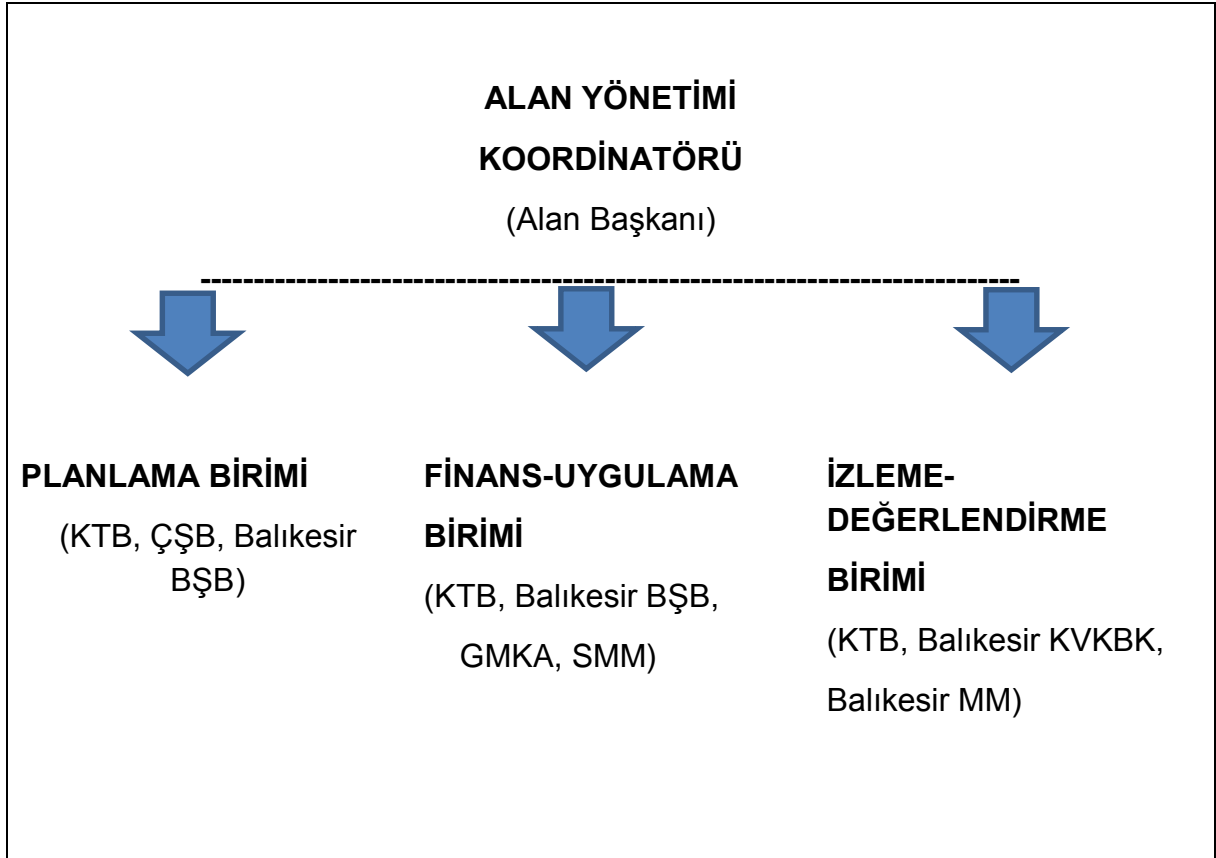 ALAN YÖNETİMİ
KOORDİNATÖRÜ
(Alan Başkanı)
PLANLAMA BİRİMİ
(KTB, ÇŞB, Balıkesir
BŞB)
FİNANS-UYGULAMA
BİRİMİ
(KTB, Balıkesir BŞB,
GMKA, SMM)
İZLEME-
DEĞERLENDİRME
BİRİMİ
(KTB, Balıkesir KVKBK,
Balıkesir MM)